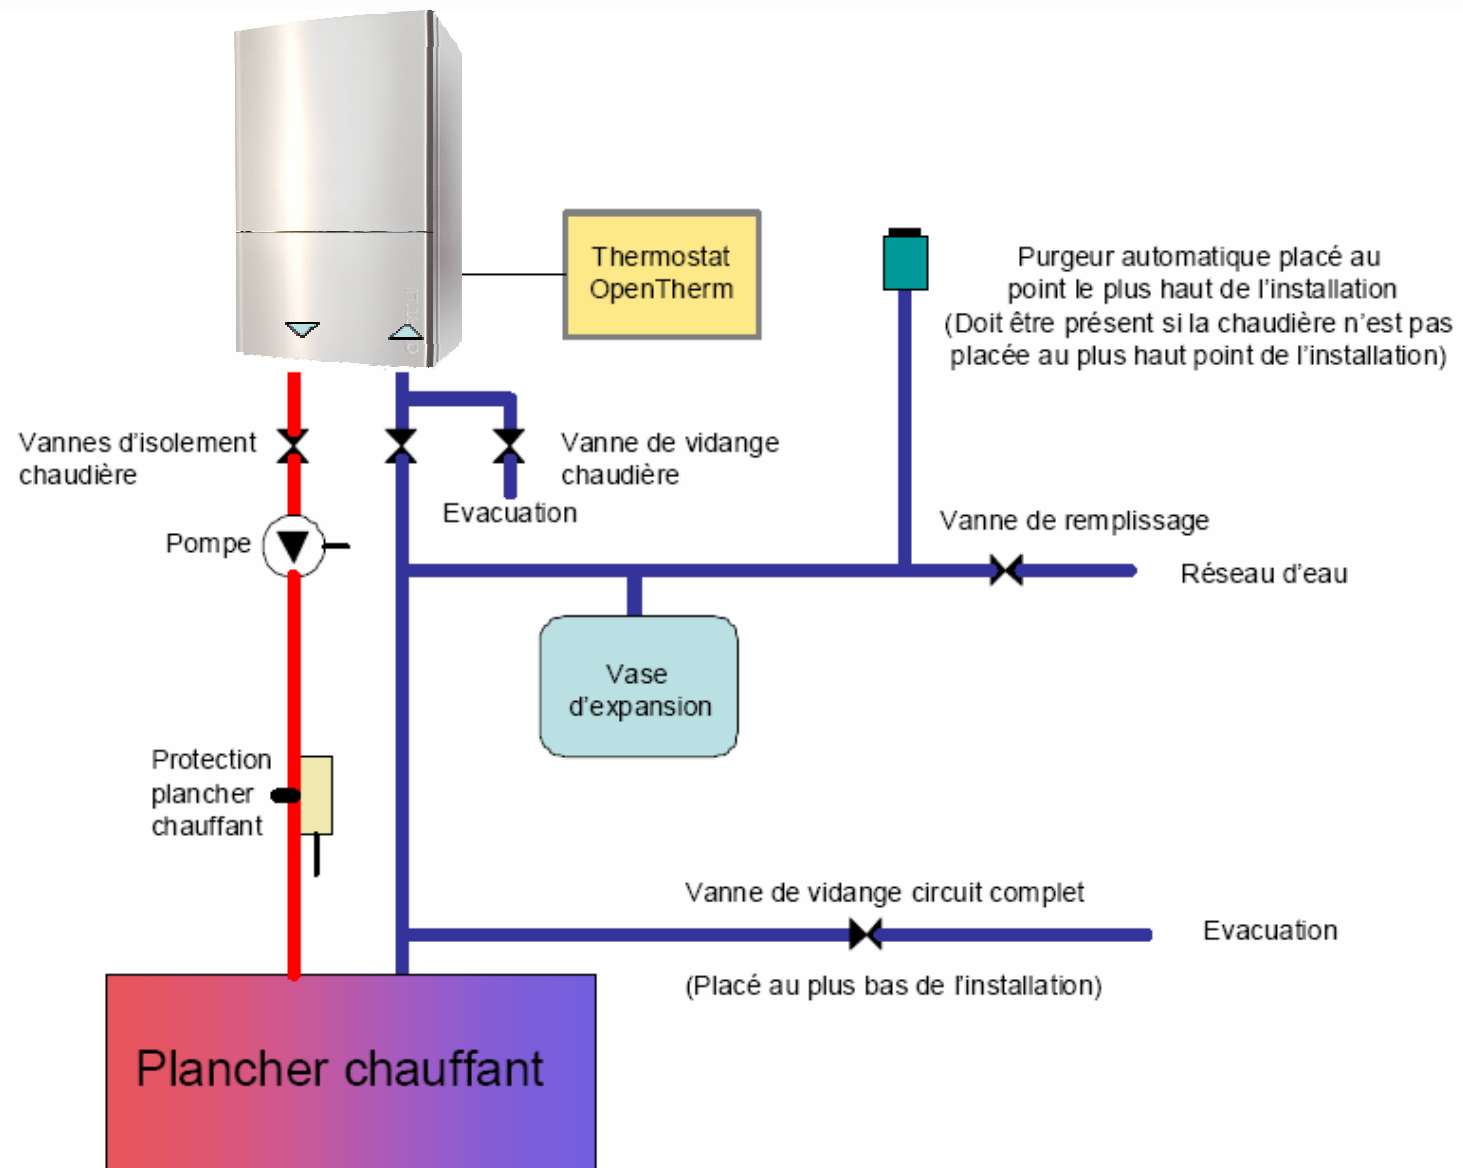 Thermostat
OpenTherm
Purgeur automatique placé au
point le plus haut de l'installation
(Doit être présent si la chaudière n'est pas
placée au plus haut point de l'installation)
Vannes d'isolement
chaudière
Vanne de vidange
chaudière
Evacuation
Pompe
Vanne de remplissage
Réseau d'eau
Vase
d'expansion
Protection
plancher
chauffant
Vanne de vidange circuit complet
Evacuation
(Placé au plus bas de l'installation)
Plancher chauffant